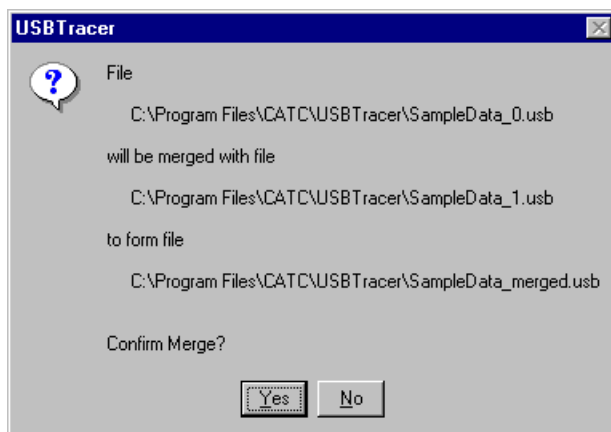 USBTracer
File
C:\Program Files\CATC\USBTracer\SampleData_0.usb
will be merged with file
C:\Program Files\CATC\USBTracer\SampleData_1.usb
to form file
C:\Program Files\CATC\USBTracer\SampleData_merged.usb
Confirm Merge?
Yes No